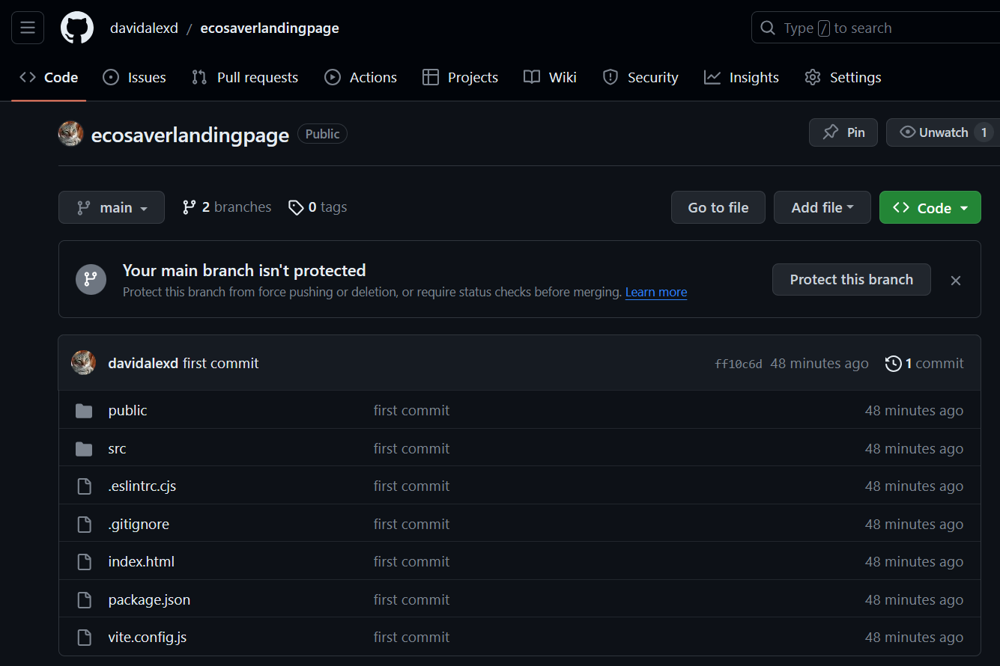 davidalexd / ecosaverlandingpage
Type / to search
Code Issues Pull requests Actions Projects Wiki Security Insights Settings
ecosaverlandingpage Public
Pin Unwatch 1
main 2 branches 0 tags
Go to file Add file Code
Your main branch isn't protected
Protect this branch from force pushing or deletion, or require status checks before merging. Learn more
Protect this branch
davidalexd first commit ff10c6d 48 minutes ago 1 commit
public first commit 48 minutes ago
src first commit 48 minutes ago
.eslintrc.cjs first commit 48 minutes ago
.gitignore first commit 48 minutes ago
index.html first commit 48 minutes ago
package.json first commit 48 minutes ago
vite.config.js first commit 48 minutes ago